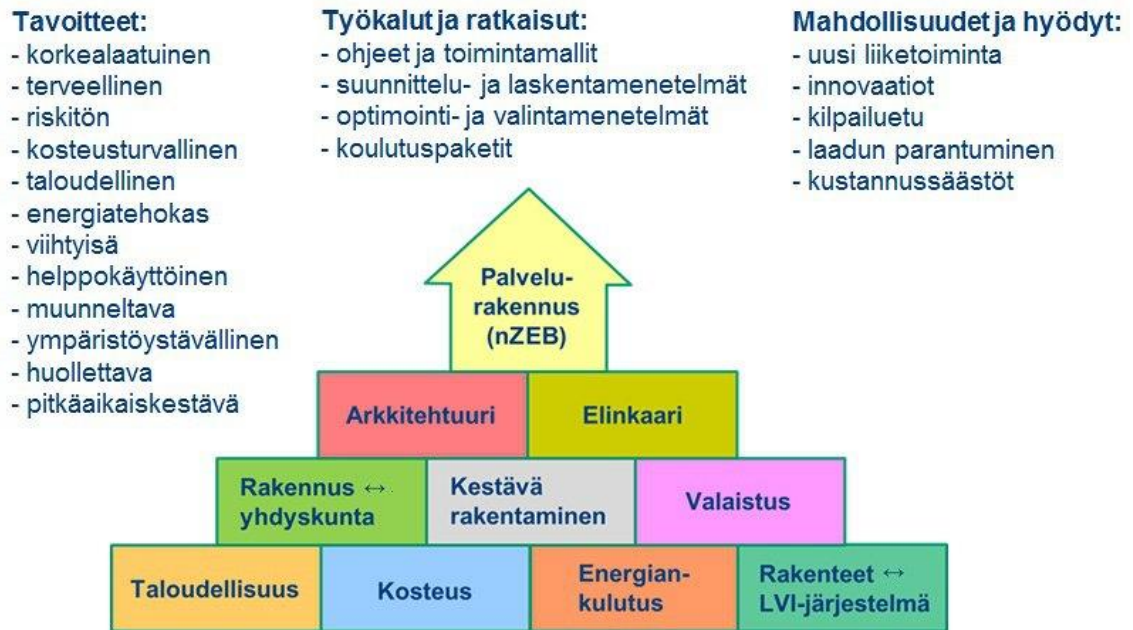 Tavoitteet:
- korkealaatuinen
- terveellinen
- riskitön
- kosteusturvallinen
- taloudellinen
- energiatehokas
- viihtyisä
- helppokäyttöinen
- muunneltava
- ympäristöystävällinen
- huollettava
- pitkäaikaiskestävä
Työkalut ja ratkaisut:
- ohjeet ja toimintamallit
- suunnittelu- ja laskentamenetelmät
- optimointi- ja valintamenetelmät
- koulutuspaketit
Mahdollisuudet ja hyödyt:
- uusi liiketoiminta
- innovaatiot
- kilpailuetu
- laadun parantuminen
- kustannussäästöt
Palvelu-
rakennus
(nZEB)
Arkkitehtuuri
Elinkaari
Rakennus ↔
yhdyskunta
Kestävä
rakentaminen
Valaistus
Taloudellisuus
Kosteus
Energian-
kulutus
Rakenteet ↔
LVI-järjestelmä